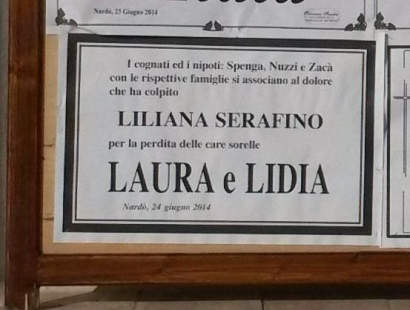 Nardò, 23 Giugno 2014
I cognati ed i nipoti: Spenga, Nuzzi e Zacà
con le rispettive famiglie si associano al dolore
che ha colpito
LILIANA SERAFINO
per la perdita delle care sorelle
LAURA e LIDIA
Nardò, 24 giugno 2014